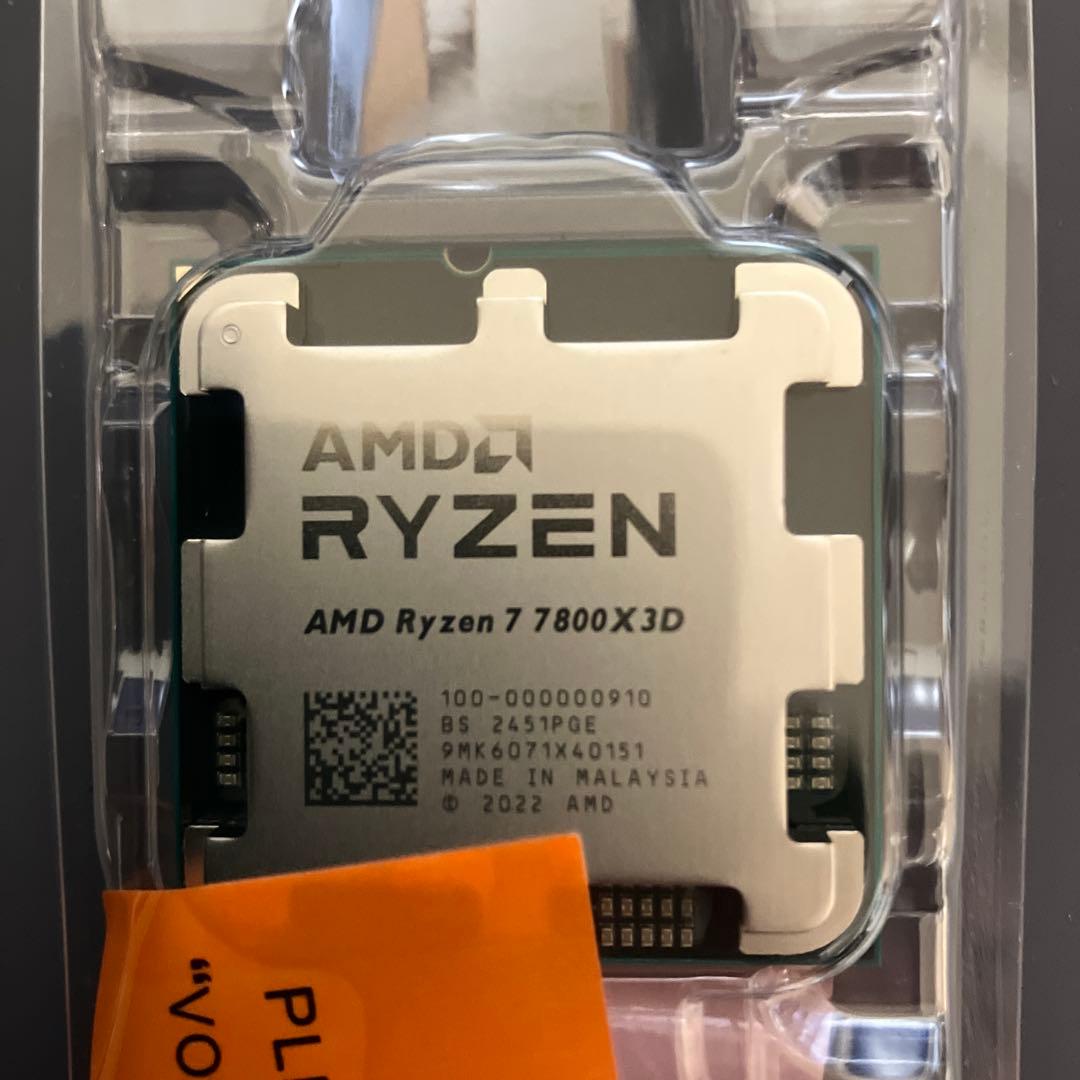 AMD
RYZEN
AMD Ryzen 7 7800X3D
100-000000910
BS 2451PGE
9MK6071X40151
MADE IN MALAYSIA
© 2022 AMD